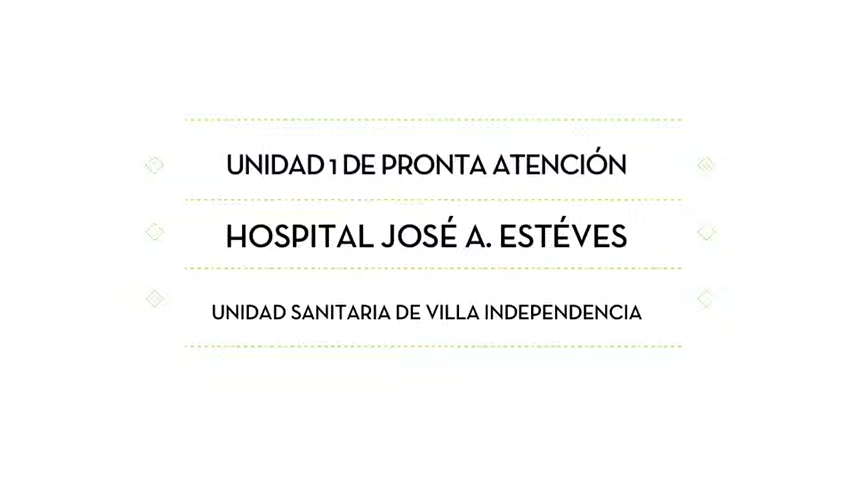 UNIDAD 1 DE PRONTA ATENCIÓN
HOSPITAL JOSÉ A. ESTÉVES
UNIDAD SANITARIA DE VILLA INDEPENDENCIA